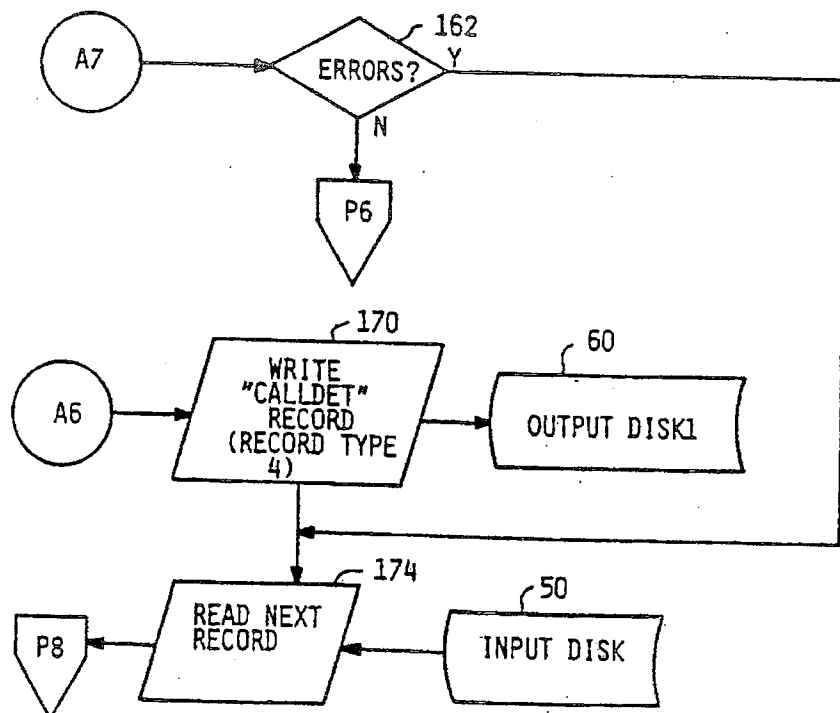 162
A7
ERRORS?
Y
N
P6
170
WRITE
"CALLDET"
RECORD
(RECORD TYPE
4)
60
A6
OUTPUT DISK1
174
READ NEXT
RECORD
50
P8
INPUT DISK